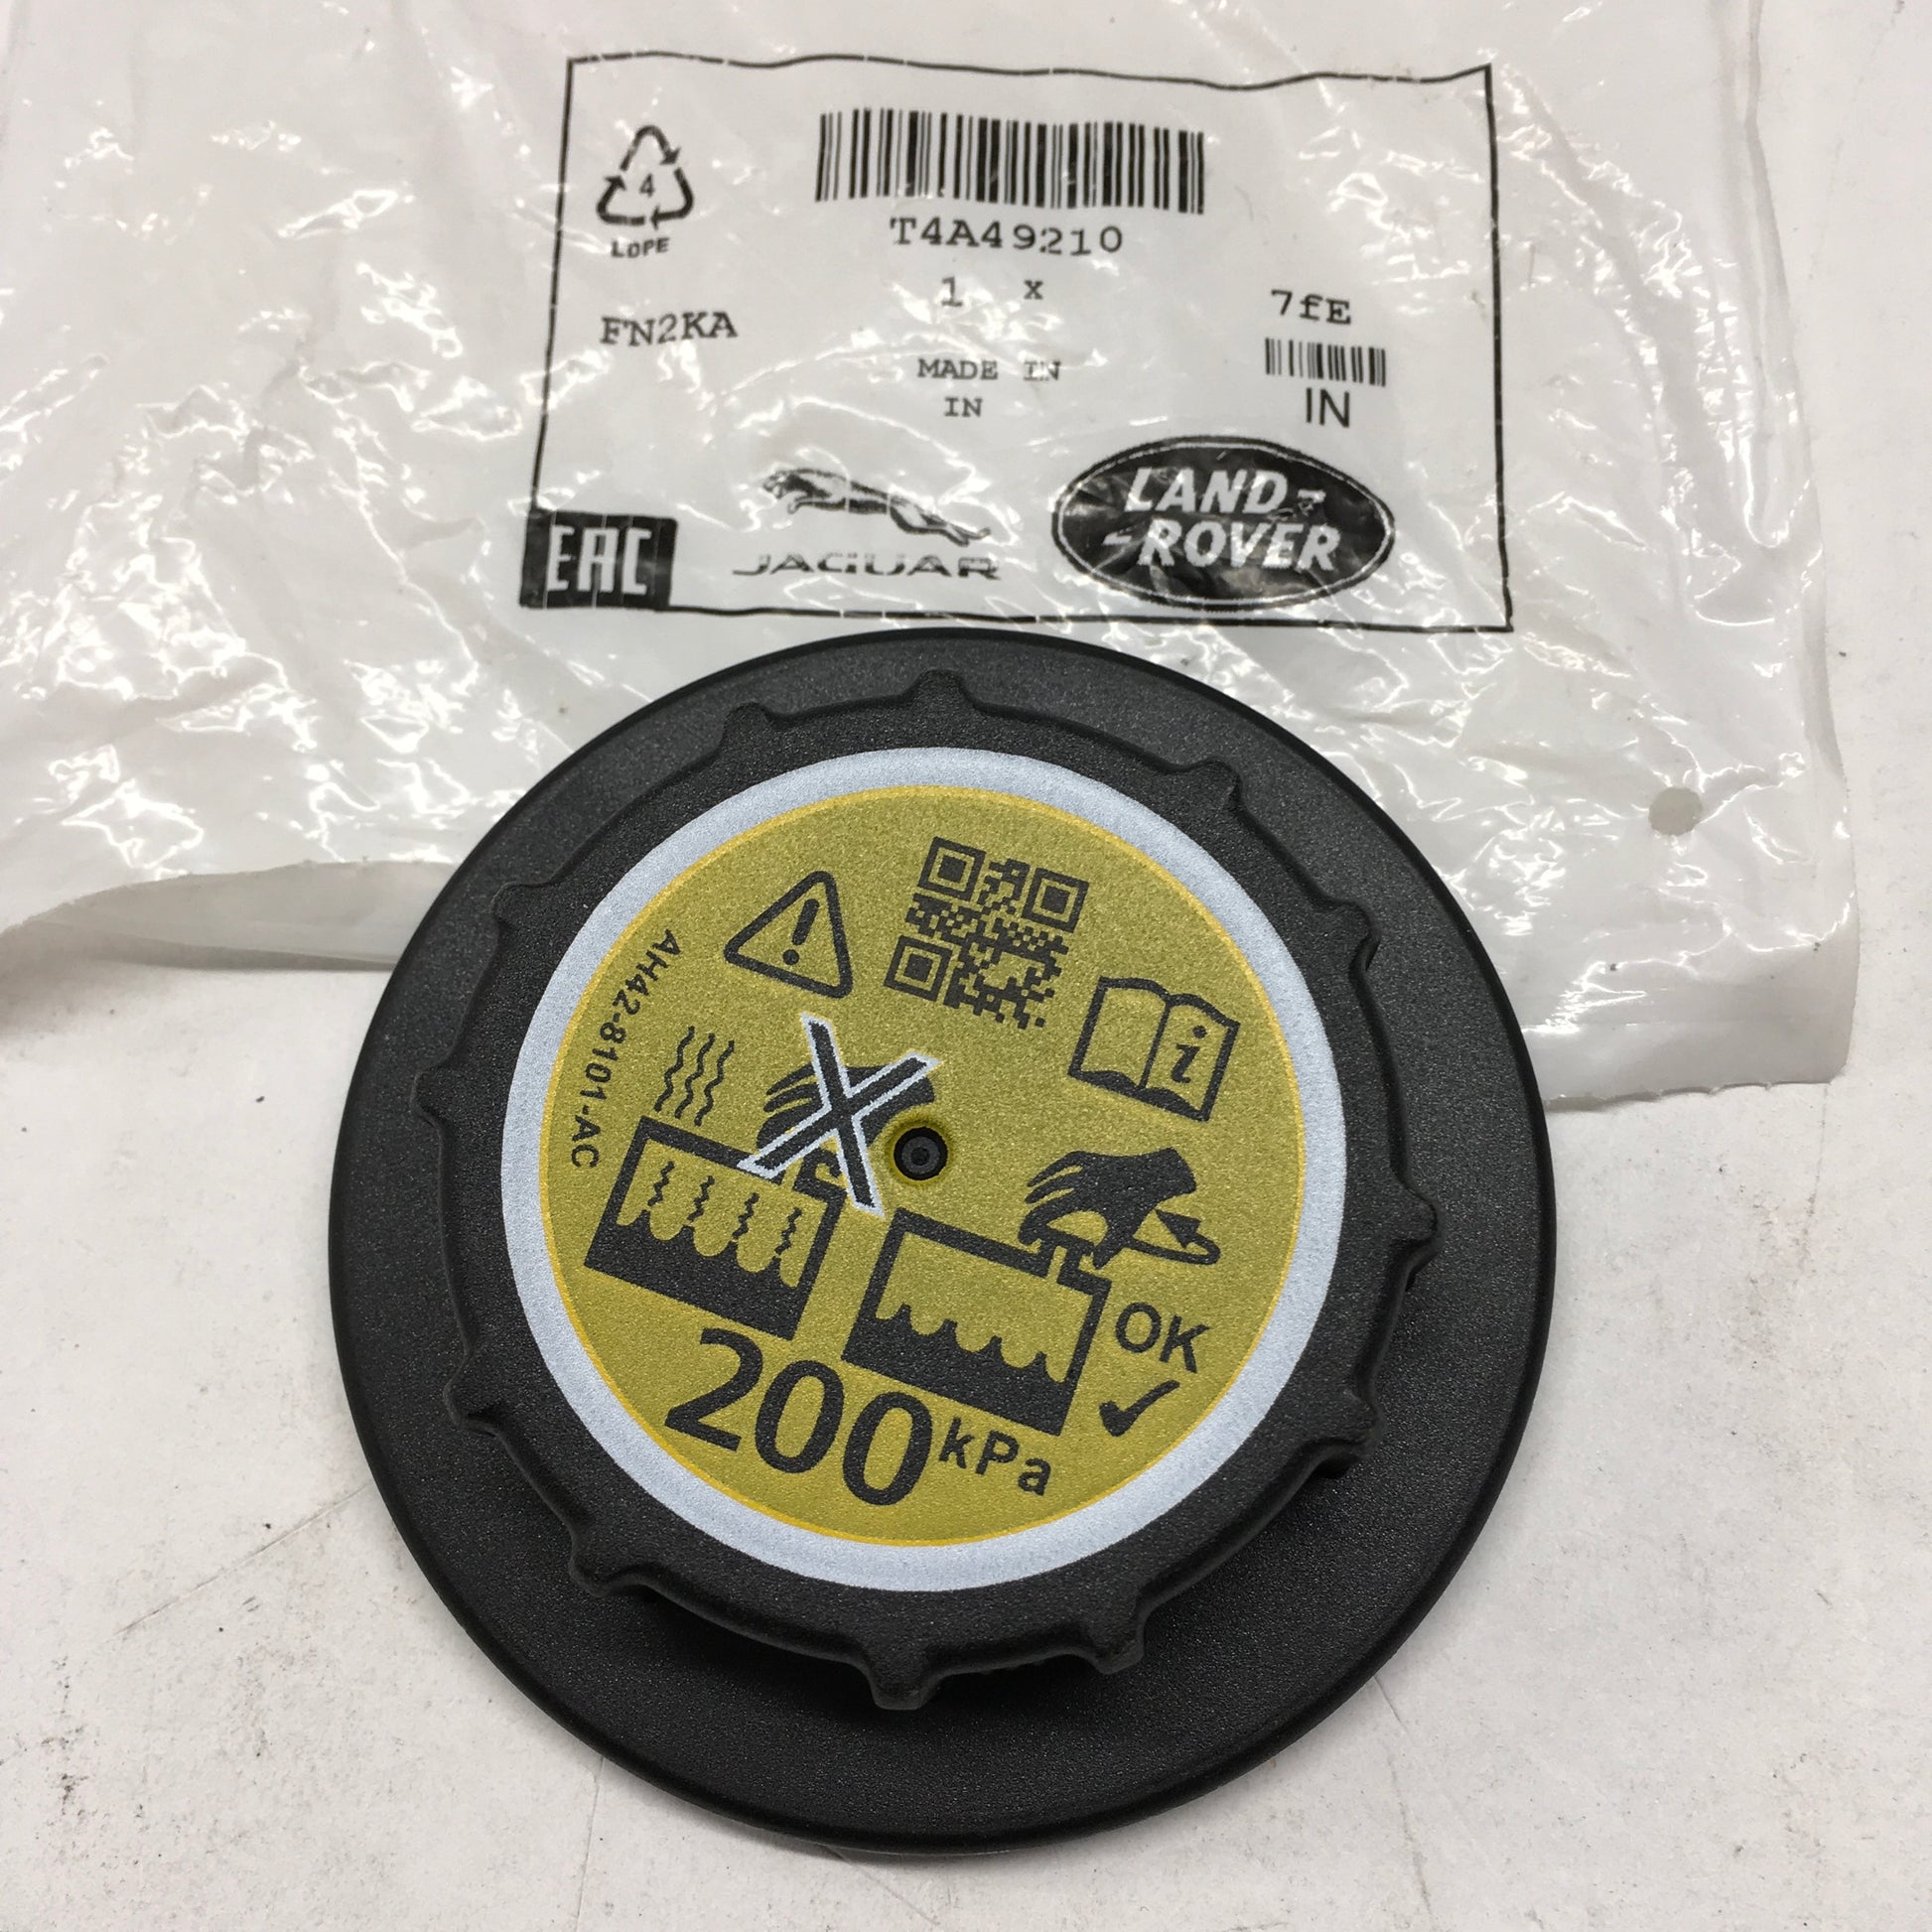 T4A49210
4
LDPE
1 x
7fE
FN2KA
MADE IN
IN
IN
LAND-
-ROVER
EAC
JAGUAR
AH42-8101-AC
i
OK
200kPa